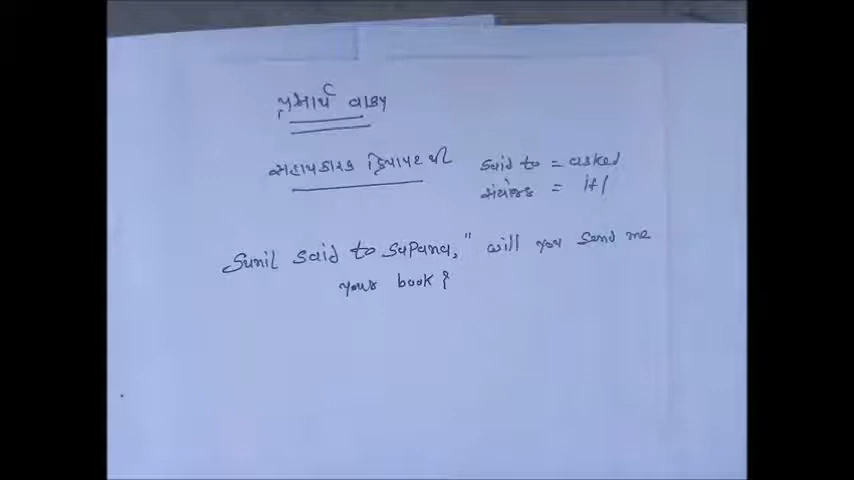 પ્રશ્નાર્થ વાક્ય
સહાયકારક ક્રિયાપદ થી
said to = asked
સંયોજક = if/
Sunil said to Sapana, " will you send me
your book?